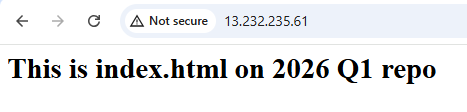 Not secure 13.232.235.61
This is index.html on 2026 Q1 repo